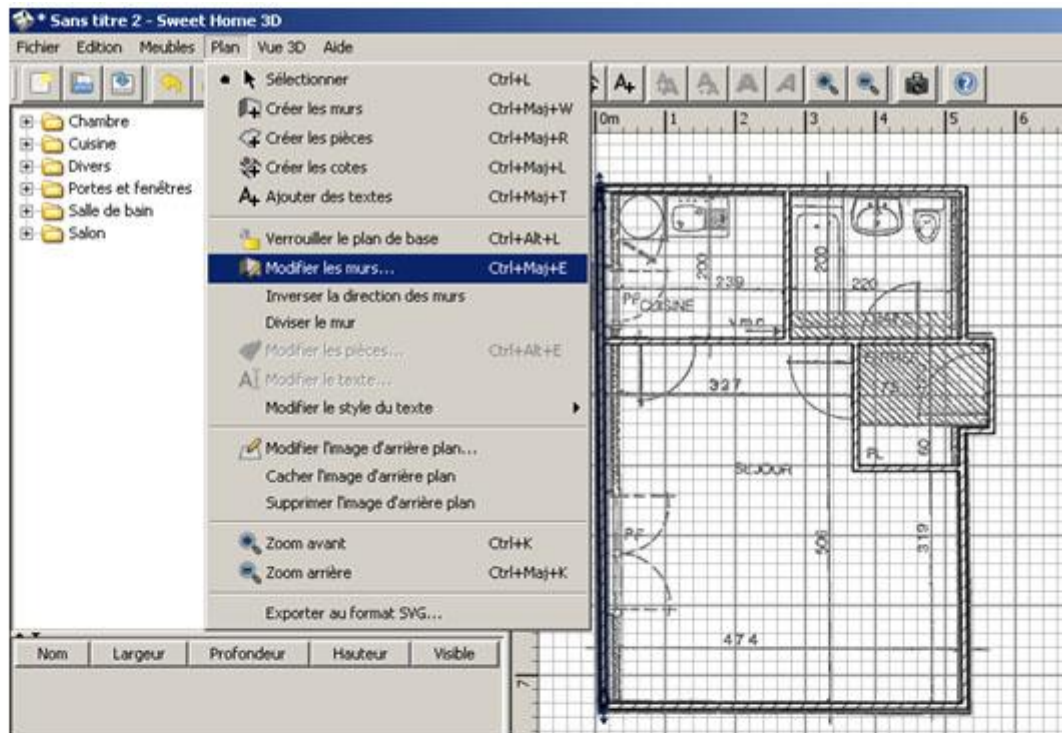 * Sans titre 2 - Sweet Home 3D
Fichier Edition Meubles Plan Vue 3D Aide
Sélectionner Ctrl+L
Créer les murs Ctrl+Maj+W
Créer les pièces Ctrl+Maj+R
Créer les cotes Ctrl+Maj+L
Ajouter des textes Ctrl+Maj+T
Verrouiller le plan de base Ctrl+Alt+L
Modifier les murs... Ctrl+Maj+E
Inverser la direction des murs
Diviser le mur
Modifier les pièces... Ctrl+Alt+E
Modifier le texte...
Modifier le style du texte
Modifier l'image d'arrière plan...
Cacher l'image d'arrière plan
Supprimer l'image d'arrière plan
Zoom avant Ctrl+K
Zoom arrière Ctrl+Maj+K
Exporter au format SVG...
Chambre
Cuisine
Divers
Portes et fenêtres
Salle de bain
Salon
Nom Largeur Profondeur Hauteur Visible
0m 1 2 3 4 5 6
7
200 200
239 220
PF CUISINE
v.m.c
327 175
PL 60
SEJOUR
PF 506 319
474